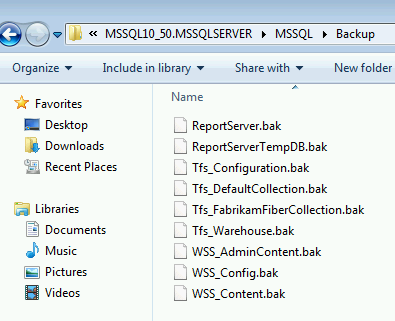 « MSSQL10_50.MSSQLSERVER ▸ MSSQL ▸ Backup
Organize Include in library Share with New folder
Favorites
Desktop
Downloads
Recent Places
Libraries
Documents
Music
Pictures
Videos
Name
ReportServer.bak
ReportServerTempDB.bak
Tfs_Configuration.bak
Tfs_DefaultCollection.bak
Tfs_FabrikamFiberCollection.bak
Tfs_Warehouse.bak
WSS_AdminContent.bak
WSS_Config.bak
WSS_Content.bak